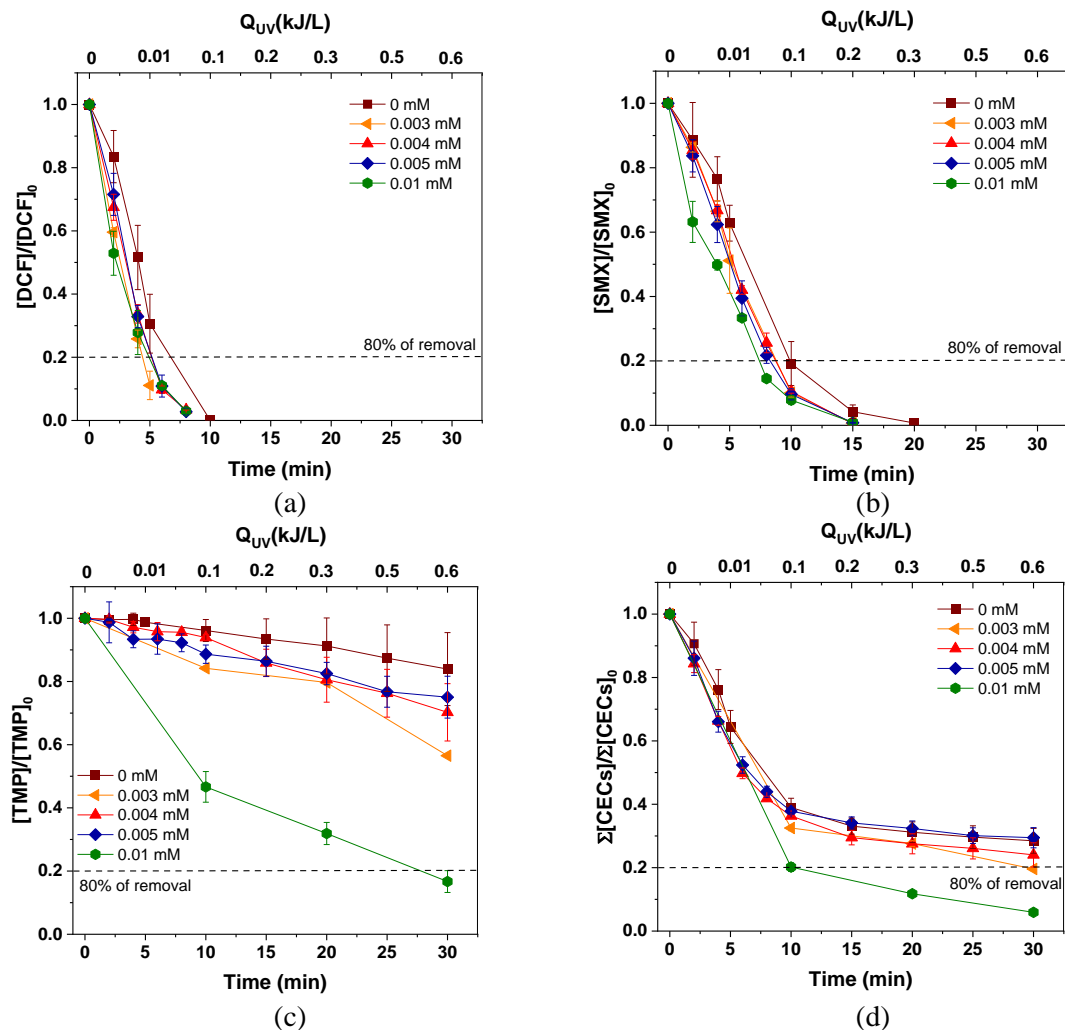 Q_UV(kJ/L)
0 0.01 0.1 0.2 0.3 0.5 0.6
1.0
0.8
0.6
0.4
0.2
0.0
[DCF]/[DCF]_0
0 mM
0.003 mM
0.004 mM
0.005 mM
0.01 mM
80% of removal
0 5 10 15 20 25 30
Time (min)
(a)
Q_UV(kJ/L)
0 0.01 0.1 0.2 0.3 0.5 0.6
1.0
0.8
0.6
0.4
0.2
0.0
[SMX]/[SMX]_0
0 mM
0.003 mM
0.004 mM
0.005 mM
0.01 mM
80% of removal
0 5 10 15 20 25 30
Time (min)
(b)
Q_UV(kJ/L)
0 0.01 0.1 0.2 0.3 0.5 0.6
1.0
0.8
0.6
0.4
0.2
0.0
[TMP]/[TMP]_0
0 mM
0.003 mM
0.004 mM
0.005 mM
0.01 mM
80% of removal
0 5 10 15 20 25 30
Time (min)
(c)
Q_UV(kJ/L)
0 0.01 0.1 0.2 0.3 0.5 0.6
1.0
0.8
0.6
0.4
0.2
0.0
Σ[CECs]/Σ[CECs]_0
0 mM
0.003 mM
0.004 mM
0.005 mM
0.01 mM
80% of removal
0 5 10 15 20 25 30
Time (min)
(d)